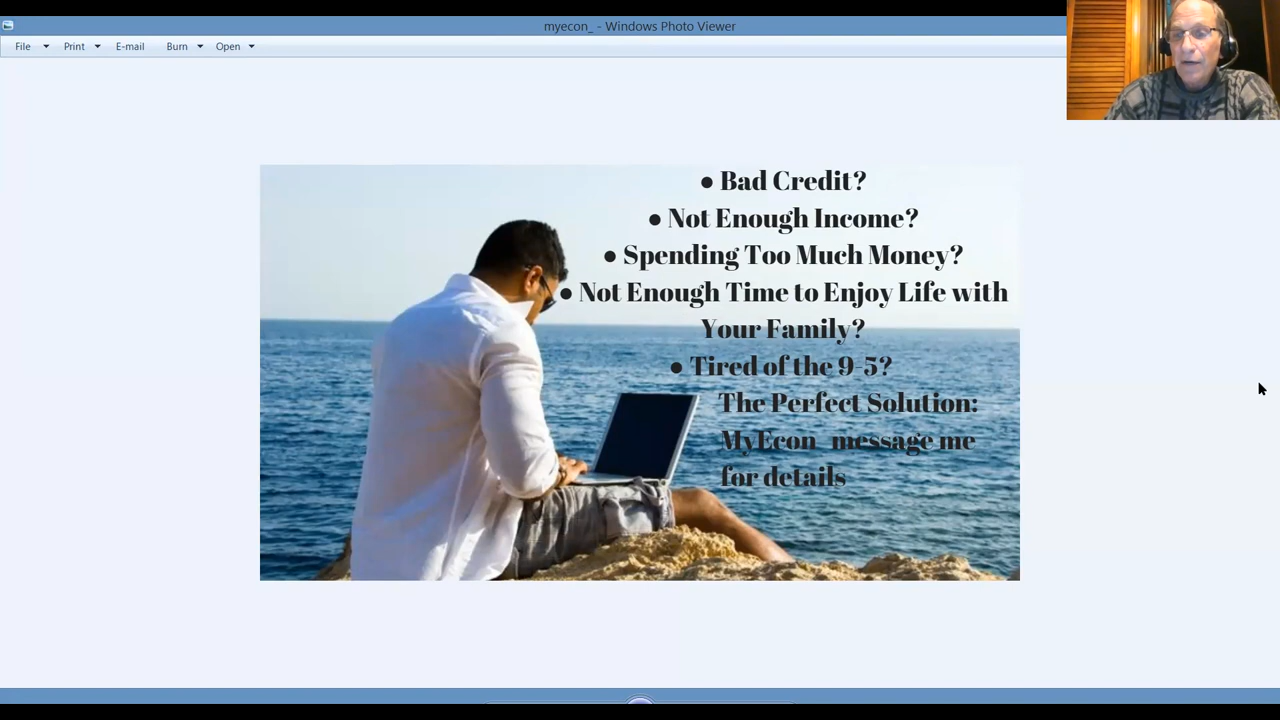 myecon_ - Windows Photo Viewer
File Print E-mail Burn Open
● Bad Credit?
● Not Enough Income?
● Spending Too Much Money?
● Not Enough Time to Enjoy Life with
Your Family?
● Tired of the 9-5?
The Perfect Solution:
MyEcon message me
for details